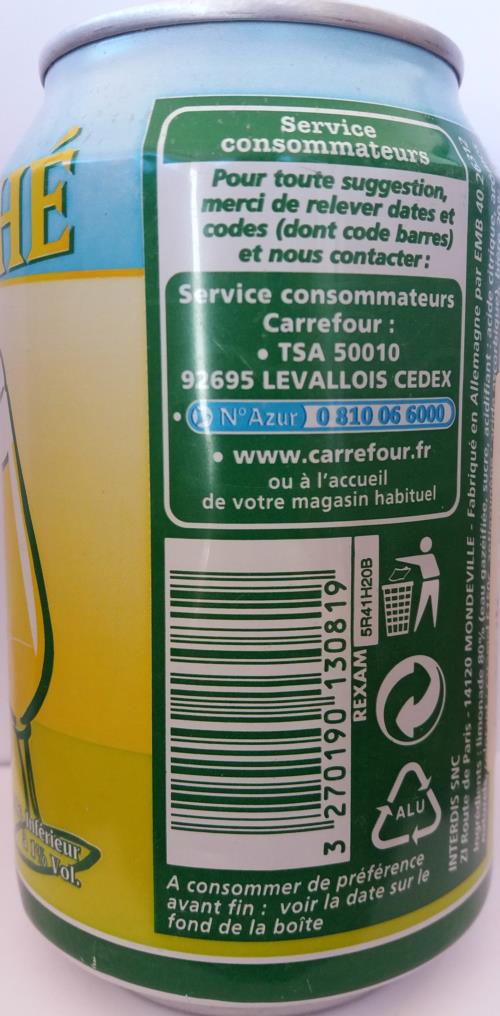 HÉ
Inférieur
1% Vol.
Service
consommateurs
Pour toute suggestion,
merci de relever dates et
codes (dont code barres)
et nous contacter :
Service consommateurs
Carrefour :
• TSA 50010
92695 LEVALLOIS CEDEX
• N° Azur 0 810 06 6000
• www.carrefour.fr
ou à l'accueil
de votre magasin habituel
3 270190 130819
REXAM
5R41H20B
ALU
A consommer de préférence
avant fin : voir la date sur le
fond de la boîte
INTERDIS SNC
ZI Route de Paris - 14120 MONDEVILLE - Fabriqué en Allemagne par EMB 40
Ingrédients : limonade 80% (eau gazéifiée, sucre, acidifiant : acide citrique,